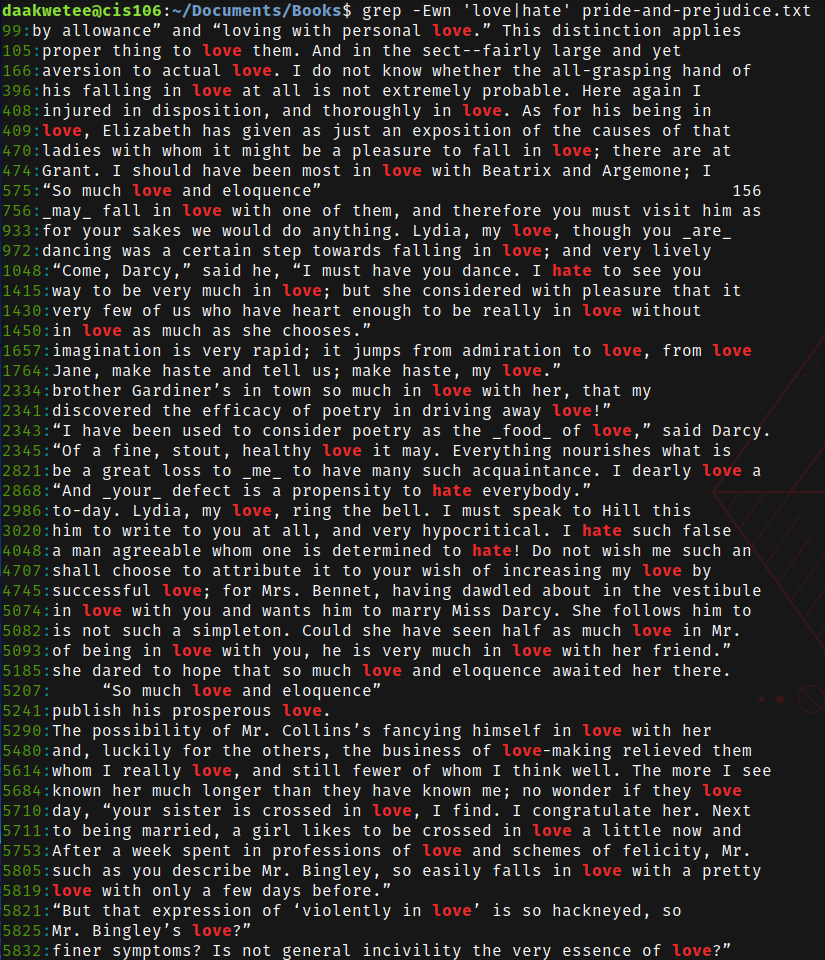 daakwetee@cis106:~/Documents/Books$ grep -Ewn 'love|hate' pride-and-prejudice.txt
99:by allowance” and “loving with personal love.” This distinction applies
105:proper thing to love them. And in the sect--fairly large and yet
166:aversion to actual love. I do not know whether the all-grasping hand of
396:his falling in love at all is not extremely probable. Here again I
408:injured in disposition, and thoroughly in love. As for his being in
409:love, Elizabeth has given as just an exposition of the causes of that
470:ladies with whom it might be a pleasure to fall in love; there are at
474:Grant. I should have been most in love with Beatrix and Argemone; I
575:“So much love and eloquence” 156
756:_may_ fall in love with one of them, and therefore you must visit him as
933:for your sakes we would do anything. Lydia, my love, though you _are_
972:dancing was a certain step towards falling in love; and very lively
1048:“Come, Darcy,” said he, “I must have you dance. I hate to see you
1415:way to be very much in love; but she considered with pleasure that it
1430:very few of us who have heart enough to be really in love without
1450:in love as much as she chooses.”
1657:imagination is very rapid; it jumps from admiration to love, from love
1764:Jane, make haste and tell us; make haste, my love.”
2334:brother Gardiner’s in town so much in love with her, that my
2341:discovered the efficacy of poetry in driving away love!”
2343:“I have been used to consider poetry as the _food_ of love,” said Darcy.
2345:“Of a fine, stout, healthy love it may. Everything nourishes what is
2821:be a great loss to _me_ to have many such acquaintance. I dearly love a
2868:“And _your_ defect is a propensity to hate everybody.”
2986:to-day. Lydia, my love, ring the bell. I must speak to Hill this
3020:him to write to you at all, and very hypocritical. I hate such false
4048:a man agreeable whom one is determined to hate! Do not wish me such an
4707:shall choose to attribute it to your wish of increasing my love by
4745:successful love; for Mrs. Bennet, having dawdled about in the vestibule
5074:in love with you and wants him to marry Miss Darcy. She follows him to
5082:is not such a simpleton. Could she have seen half as much love in Mr.
5093:of being in love with you, he is very much in love with her friend.”
5185:she dared to hope that so much love and eloquence awaited her there.
5207:     “So much love and eloquence”
5241:publish his prosperous love.
5290:The possibility of Mr. Collins’s fancying himself in love with her
5480:and, luckily for the others, the business of love-making relieved them
5614:whom I really love, and still fewer of whom I think well. The more I see
5684:known her much longer than they have known me; no wonder if they love
5710:day, “your sister is crossed in love, I find. I congratulate her. Next
5711:to being married, a girl likes to be crossed in love a little now and
5753:After a week spent in professions of love and schemes of felicity, Mr.
5805:such as you describe Mr. Bingley, so easily falls in love with a pretty
5819:love with only a few days before.”
5821:“But that expression of ‘violently in love’ is so hackneyed, so
5825:Mr. Bingley’s love?”
5832:finer symptoms? Is not general incivility the very essence of love?”